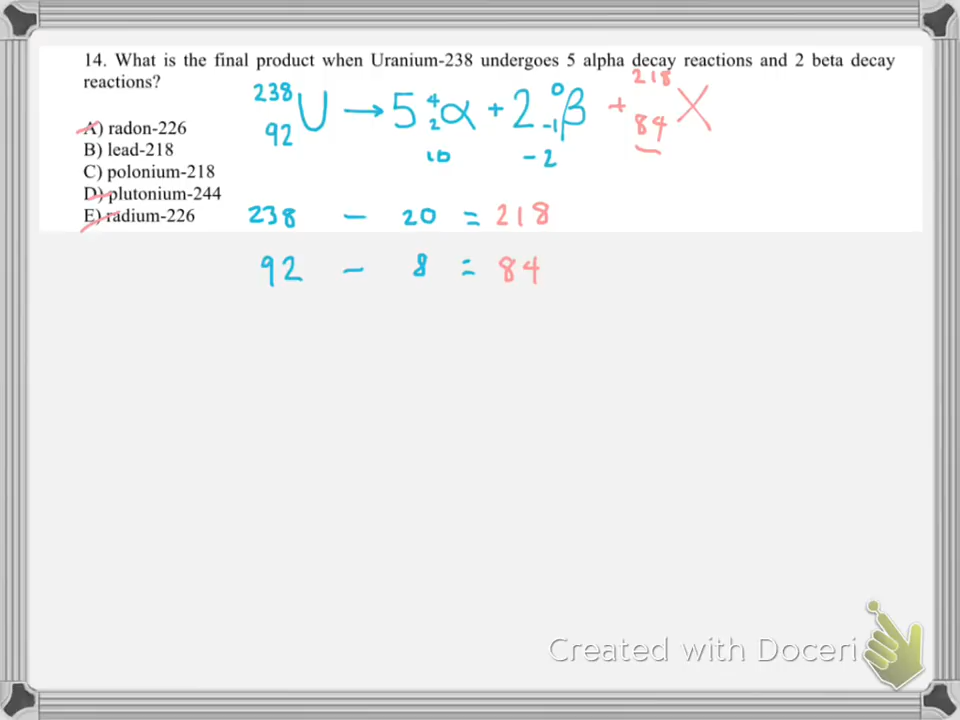 14. What is the final product when Uranium-238 undergoes 5 alpha decay reactions and 2 beta decay
reactions?
238 92 U → 5 4 2 α + 2 0 -1 β + 218 84 X
10 -2
A) radon-226
B) lead-218
C) polonium-218
D) plutonium-244
E) radium-226
238 - 20 = 218
92 - 8 = 84
Created with Doceri